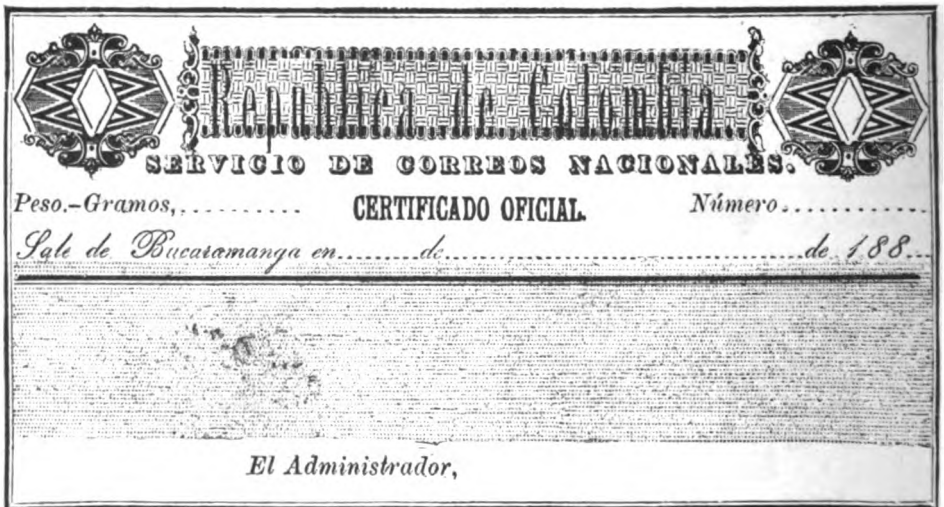 República de Colombia.
SERVICIO DE CORREOS NACIONALES.
Peso.-Gramos,.......... CERTIFICADO OFICIAL. Número..............
Sale de Bucaramanga en.......de...................................de 188...
El Administrador,